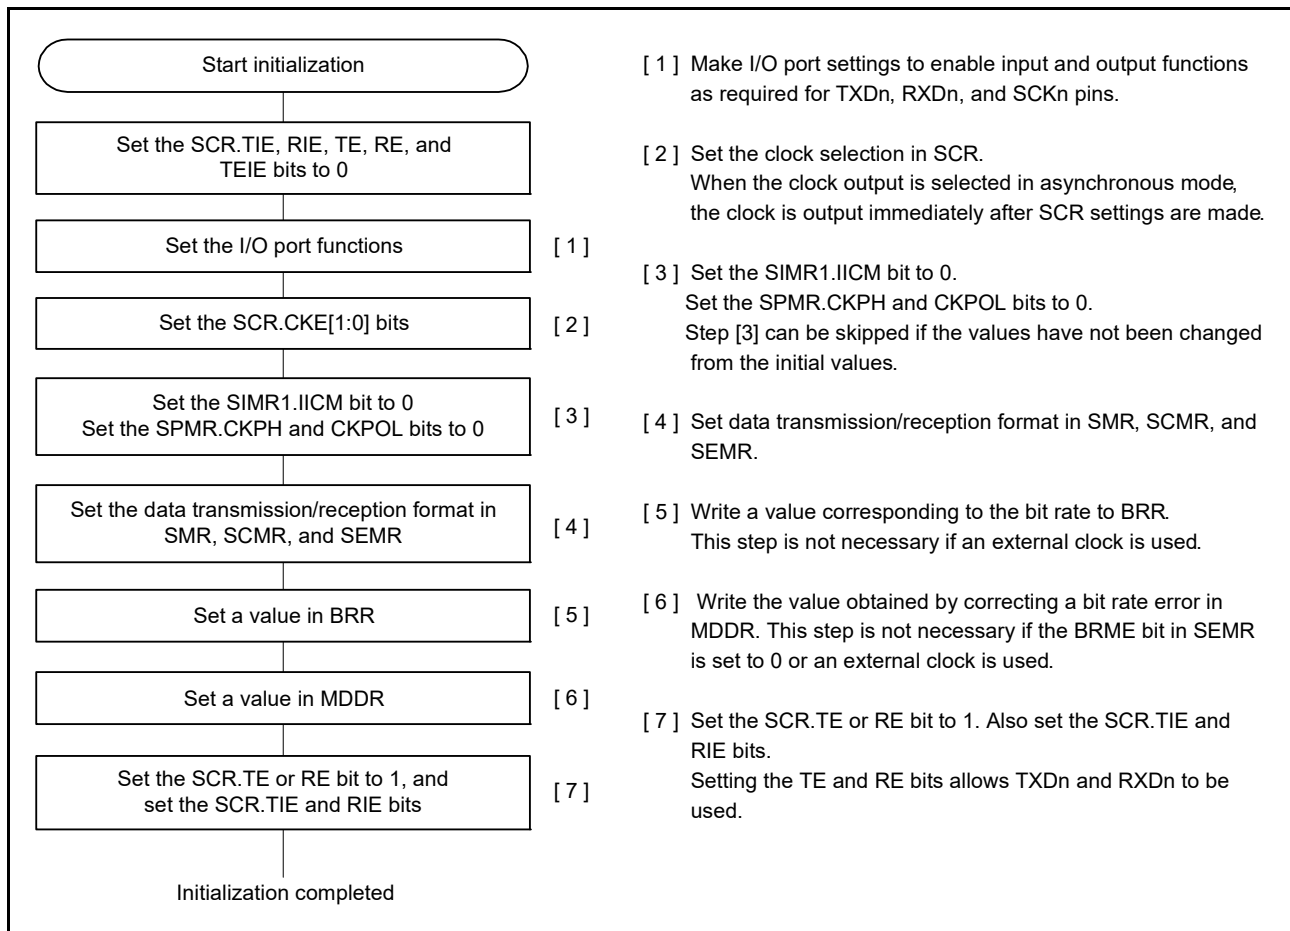 Start initialization
Set the SCR.TIE, RIE, TE, RE, and
TEIE bits to 0
Set the I/O port functions
[ 1 ]
Set the SCR.CKE[1:0] bits
[ 2 ]
Set the SIMR1.IICM bit to 0
Set the SPMR.CKPH and CKPOL bits to 0
[ 3 ]
Set the data transmission/reception format in
SMR, SCMR, and SEMR
[ 4 ]
Set a value in BRR
[ 5 ]
Set a value in MDDR
[ 6 ]
Set the SCR.TE or RE bit to 1, and
set the SCR.TIE and RIE bits
[ 7 ]
Initialization completed
[ 1 ] Make I/O port settings to enable input and output functions
as required for TXDn, RXDn, and SCKn pins.
[ 2 ] Set the clock selection in SCR.
When the clock output is selected in asynchronous mode,
the clock is output immediately after SCR settings are made.
[ 3 ] Set the SIMR1.IICM bit to 0.
Set the SPMR.CKPH and CKPOL bits to 0.
Step [3] can be skipped if the values have not been changed
from the initial values.
[ 4 ] Set data transmission/reception format in SMR, SCMR, and
SEMR.
[ 5 ] Write a value corresponding to the bit rate to BRR.
This step is not necessary if an external clock is used.
[ 6 ] Write the value obtained by correcting a bit rate error in
MDDR. This step is not necessary if the BRME bit in SEMR
is set to 0 or an external clock is used.
[ 7 ] Set the SCR.TE or RE bit to 1. Also set the SCR.TIE and
RIE bits.
Setting the TE and RE bits allows TXDn and RXDn to be
used.